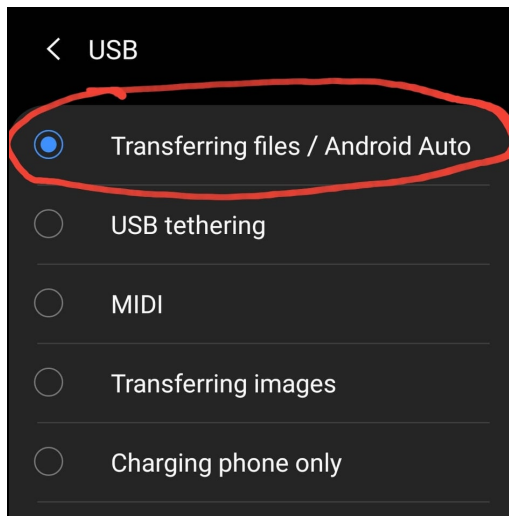 USB
Transferring files / Android Auto
USB tethering
MIDI
Transferring images
Charging phone only